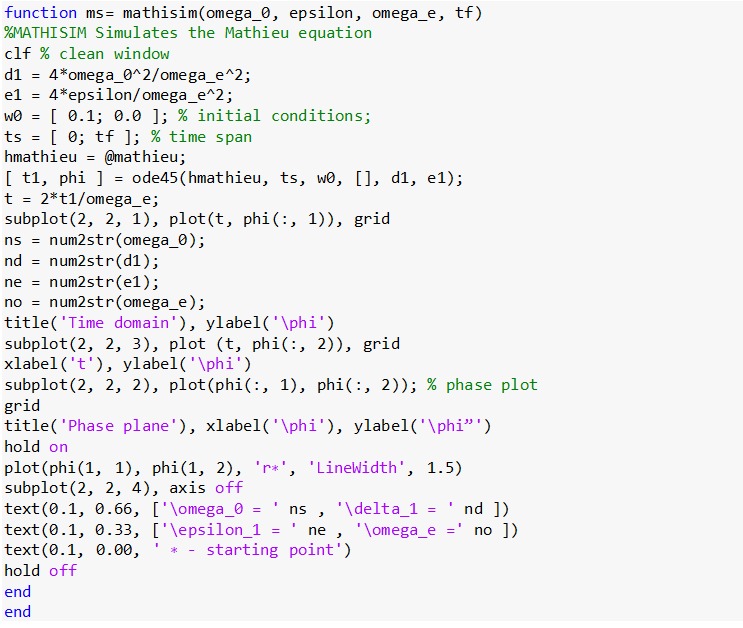 function ms= mathisim(omega_0, epsilon, omega_e, tf)
%MATHISIM Simulates the Mathieu equation
clf % clean window
d1 = 4*omega_0^2/omega_e^2;
e1 = 4*epsilon/omega_e^2;
w0 = [ 0.1; 0.0 ]; % initial conditions;
ts = [ 0; tf ]; % time span
hmathieu = @mathieu;
[ t1, phi ] = ode45(hmathieu, ts, w0, [], d1, e1);
t = 2*t1/omega_e;
subplot(2, 2, 1), plot(t, phi(:, 1)), grid
ns = num2str(omega_0);
nd = num2str(d1);
ne = num2str(e1);
no = num2str(omega_e);
title('Time domain'), ylabel('\phi')
subplot(2, 2, 3), plot (t, phi(:, 2)), grid
xlabel('t'), ylabel('\phi')
subplot(2, 2, 2), plot(phi(:, 1), phi(:, 2)); % phase plot
grid
title('Phase plane'), xlabel('\phi'), ylabel('\phi”')
hold on
plot(phi(1, 1), phi(1, 2), 'r*', 'LineWidth', 1.5)
subplot(2, 2, 4), axis off
text(0.1, 0.66, ['\omega_0 = ' ns , '\delta_1 = ' nd ])
text(0.1, 0.33, ['\epsilon_1 = ' ne , '\omega_e =' no ])
text(0.1, 0.00, ' * - starting point')
hold off
end
end